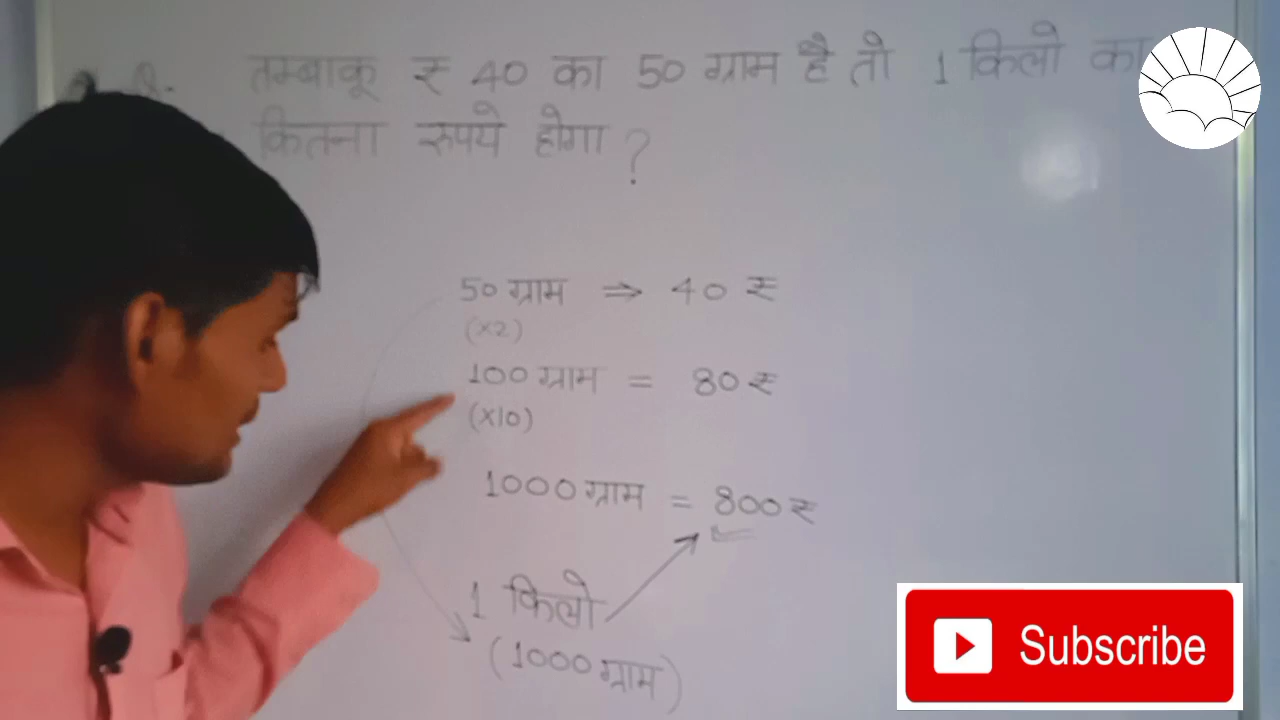 Q. तम्बाकू ₹ 40 का 50 ग्राम है तो 1 किलो का
कितना रुपये होगा ?
50 ग्राम ⇒ 40 ₹
(×2)
100 ग्राम = 80 ₹
(×10)
1000 ग्राम = 800 ₹
1 किलो
(1000 ग्राम)
Subscribe